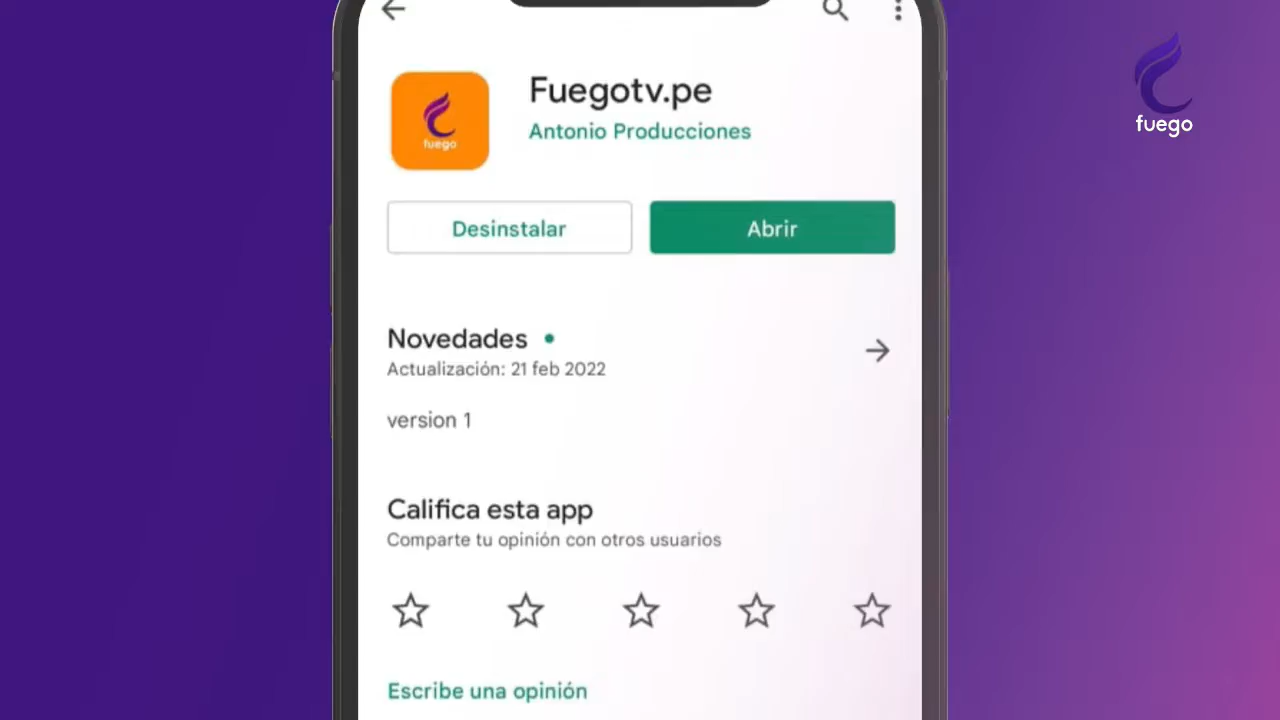 Fuegotv.pe
Antonio Producciones
fuego
fuego
Desinstalar
Abrir
Novedades
Actualización: 21 feb 2022
version 1
Califica esta app
Comparte tu opinión con otros usuarios
Escribe una opinión